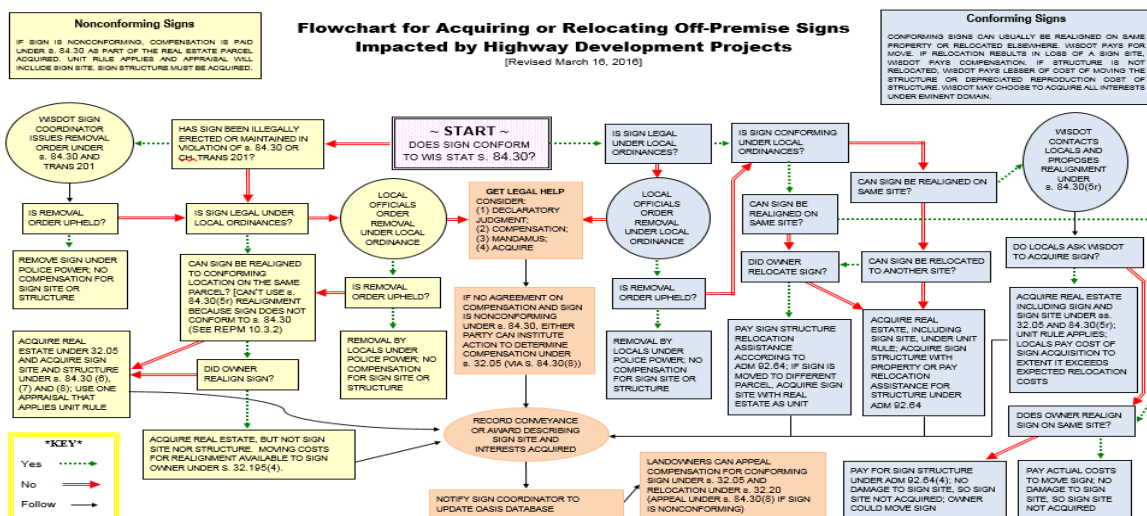 Nonconforming Signs
IF SIGN IS NONCONFORMING, COMPENSATION IS PAID
UNDER s. 84.30 AS PART OF THE REAL ESTATE PARCEL
ACQUIRED. UNIT RULE APPLIES AND APPRAISAL WILL
INCLUDE SIGN SITE. SIGN STRUCTURE MUST BE ACQUIRED.
Flowchart for Acquiring or Relocating Off-Premise Signs
Impacted by Highway Development Projects
[Revised March 16, 2016]
Conforming Signs
CONFORMING SIGNS CAN USUALLY BE REALIGNED ON SAME
PROPERTY OR RELOCATED ELSEWHERE. WISDOT PAYS FOR
MOVE. IF RELOCATION RESULTS IN LOSS OF A SIGN SITE,
WISDOT PAYS COMPENSATION. IF STRUCTURE IS NOT
RELOCATED, WISDOT PAYS LESSER OF COST OF MOVING THE
STRUCTURE OR DEPRECIATED REPRODUCTION COST OF
STRUCTURE. WISDOT MAY CHOOSE TO ACQUIRE ALL INTERESTS
UNDER EMINENT DOMAIN.
WISDOT SIGN
COORDINATOR
ISSUES REMOVAL
ORDER UNDER
s. 84.30 AND
TRANS 201
HAS SIGN BEEN ILLEGALLY
ERECTED OR MAINTAINED IN
VIOLATION OF s. 84.30 OR
CH. TRANS 201?
~ START ~
DOES SIGN CONFORM
TO WIS STAT S. 84.30?
IS SIGN LEGAL
UNDER LOCAL
ORDINANCES?
IS SIGN CONFORMING
UNDER LOCAL
ORDINANCES?
WISDOT
CONTACTS
LOCALS AND
PROPOSES
REALIGNMENT
UNDER
s. 84.30(5r)
CAN SIGN BE REALIGNED ON
SAME SITE?
IS REMOVAL
ORDER UPHELD?
IS SIGN LEGAL UNDER
LOCAL ORDINANCES?
LOCAL
OFFICIALS
ORDER
REMOVAL
UNDER LOCAL
ORDINANCE
GET LEGAL HELP
CONSIDER:
(1) DECLARATORY
JUDGMENT;
(2) COMPENSATION;
(3) MANDAMUS;
(4) ACQUIRE
LOCAL
OFFICIALS
ORDER
REMOVAL
UNDER LOCAL
ORDINANCE
CAN SIGN BE
REALIGNED ON
SAME SITE?
REMOVE SIGN UNDER
POLICE POWER; NO
COMPENSATION FOR
SIGN SITE OR
STRUCTURE
CAN SIGN BE REALIGNED
TO CONFORMING
LOCATION ON THE SAME
PARCEL? [CAN'T USE s.
84.30(5r) REALIGNMENT
BECAUSE SIGN DOES NOT
CONFORM TO s. 84.30
(SEE REPM 10.3.2)
IS REMOVAL
ORDER UPHELD?
IS REMOVAL
ORDER UPHELD?
DID OWNER
RELOCATE SIGN?
CAN SIGN BE RELOCATED
TO ANOTHER SITE?
DO LOCALS ASK WISDOT
TO ACQUIRE SIGN?
IF NO AGREEMENT ON
COMPENSATION AND SIGN
IS NONCONFORMING
UNDER s. 84.30, EITHER
PARTY CAN INSTITUTE
ACTION TO DETERMINE
COMPENSATION UNDER
s. 32.05 (VIA S. 84.30(8))
ACQUIRE REAL
ESTATE UNDER 32.05
AND ACQUIRE SIGN
SITE AND STRUCTURE
UNDER s. 84.30 (6),
(7) AND (8); USE ONE
APPRAISAL THAT
APPLIES UNIT RULE
DID OWNER
REALIGN SIGN?
REMOVAL BY LOCALS
UNDER POLICE POWER; NO
COMPENSATION FOR
SIGN SITE OR
STRUCTURE
REMOVAL BY
LOCALS UNDER
POLICE POWER; NO
COMPENSATION
FOR SIGN SITE OR
STRUCTURE
PAY SIGN STRUCTURE
RELOCATION
ASSISTANCE
ACCORDING TO
ADM 92.64; IF SIGN IS
MOVED TO DIFFERENT
PARCEL, ACQUIRE SIGN
SITE WITH REAL
ESTATE AS UNIT
ACQUIRE REAL
ESTATE, INCLUDING
SIGN SITE, UNDER
UNIT RULE; ACQUIRE
SIGN STRUCTURE WITH
PROPERTY OR PAY
RELOCATION
ASSISTANCE FOR
STRUCTURE UNDER
ADM 92.64
ACQUIRE REAL ESTATE
INCLUDING SIGN AND
SIGN SITE UNDER ss.
32.05 AND 84.30(5r);
UNIT RULE APPLIES;
LOCALS PAY COST OF
SIGN ACQUISITION TO
EXTENT IT EXCEEDS
EXPECTED RELOCATION
COSTS
*KEY*
Yes
No
Follow
ACQUIRE REAL ESTATE, BUT NOT SIGN
SITE NOR STRUCTURE. MOVING COSTS
FOR REALIGNMENT AVAILABLE TO SIGN
OWNER UNDER S. 32.195(4).
RECORD CONVEYANCE
OR AWARD DESCRIBING
SIGN SITE AND
INTERESTS ACQUIRED
DOES OWNER REALIGN
SIGN ON SAME SITE?
NOTIFY SIGN COORDINATOR TO
UPDATE OASIS DATABASE
LANDOWNERS CAN APPEAL
COMPENSATION FOR CONFORMING
SIGN UNDER s. 32.05 AND
RELOCATION UNDER s. 32.20
(APPEAL UNDER s. 84.30(8) IF SIGN
IS NONCONFORMING)
PAY FOR SIGN STRUCTURE
UNDER ADM 92.64(4); NO
DAMAGE TO SIGN SITE, SO SIGN
SITE NOT ACQUIRED; OWNER
COULD MOVE SIGN
PAY ACTUAL COSTS
TO MOVE SIGN; NO
DAMAGE TO SIGN
SITE, SO SIGN SITE
NOT ACQUIRED